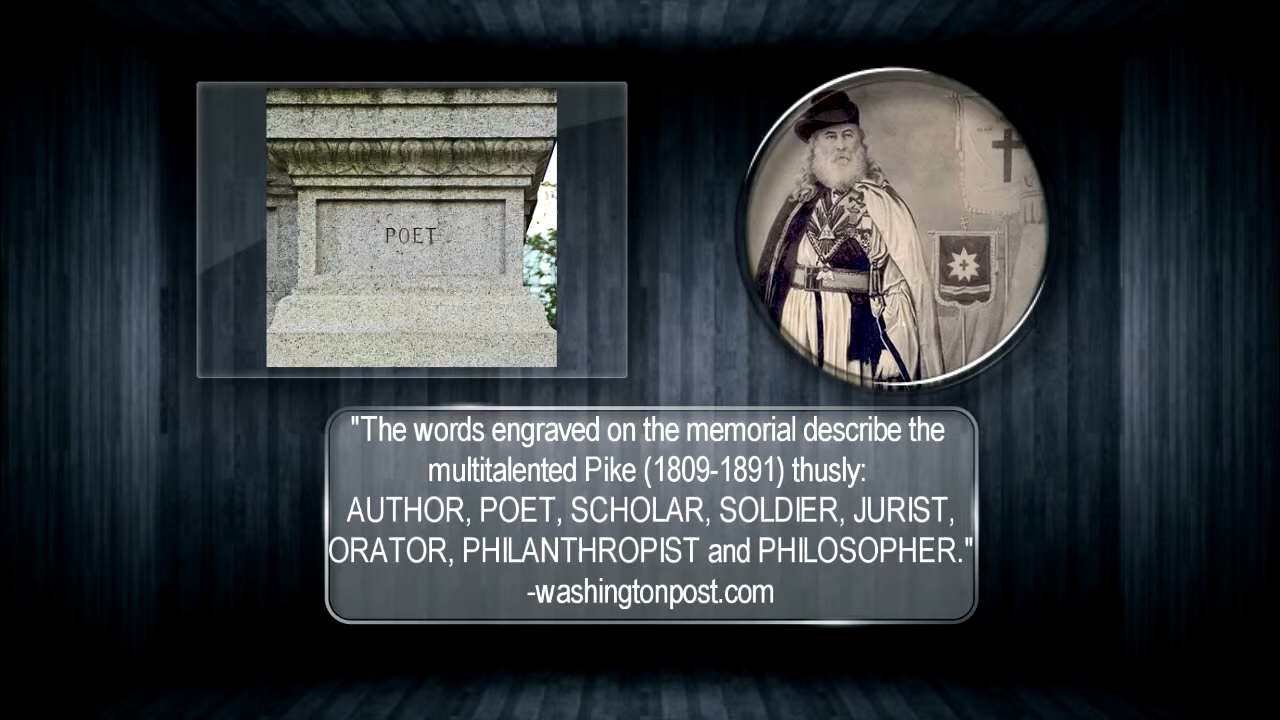 POET
"The words engraved on the memorial describe the
multitalented Pike (1809-1891) thusly:
AUTHOR, POET, SCHOLAR, SOLDIER, JURIST,
ORATOR, PHILANTHROPIST and PHILOSOPHER."
-washingtonpost.com